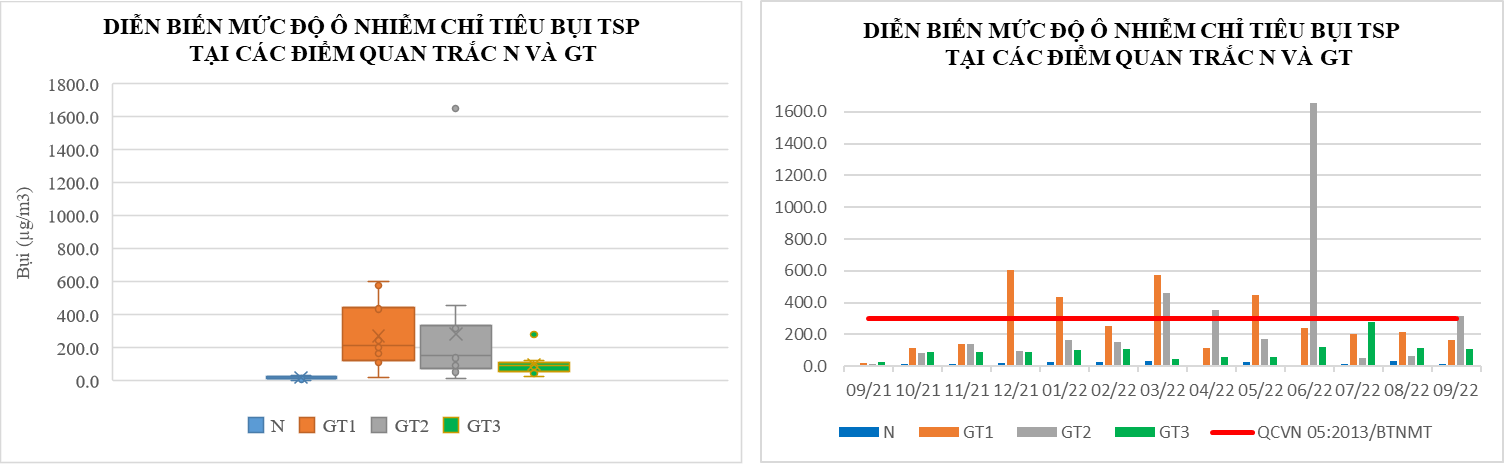 DIỄN BIẾN MỨC ĐỘ Ô NHIỄM CHỈ TIÊU BỤI TSP
TẠI CÁC ĐIỂM QUAN TRẮC N VÀ GT
1800.0
1600.0
1400.0
1200.0
1000.0
800.0
600.0
400.0
200.0
0.0
Bụi (µg/m3)
N GT1 GT2 GT3
DIỄN BIẾN MỨC ĐỘ Ô NHIỄM CHỈ TIÊU BỤI TSP
TẠI CÁC ĐIỂM QUAN TRẮC N VÀ GT
1600.0
1400.0
1200.0
1000.0
800.0
600.0
400.0
200.0
0.0
09/21 10/21 11/21 12/21 01/22 02/22 03/22 04/22 05/22 06/22 07/22 08/22 09/22
N GT1 GT2 GT3 QCVN 05:2013/BTNMT